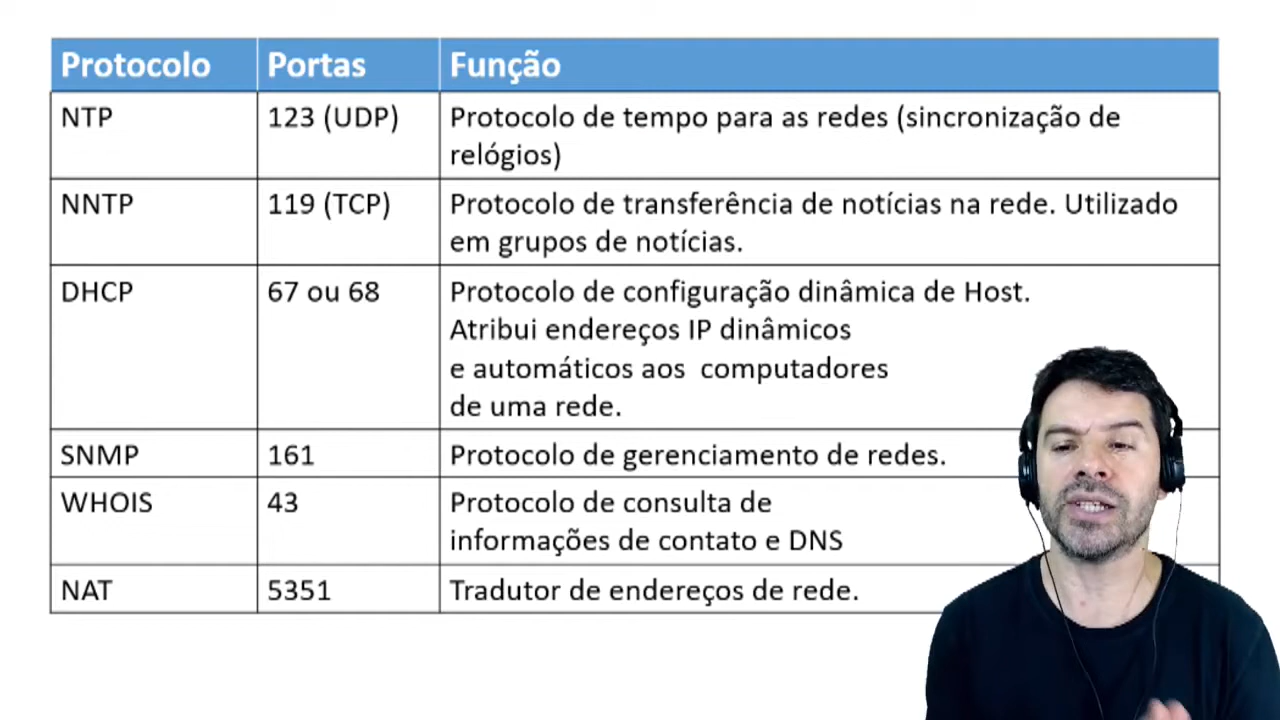 Protocolo Portas Função
NTP 123 (UDP) Protocolo de tempo para as redes (sincronização de
relógios)
NNTP 119 (TCP) Protocolo de transferência de notícias na rede. Utilizado
em grupos de notícias.
DHCP 67 ou 68 Protocolo de configuração dinâmica de Host.
Atribui endereços IP dinâmicos
e automáticos aos computadores
de uma rede.
SNMP 161 Protocolo de gerenciamento de redes.
WHOIS 43 Protocolo de consulta de
informações de contato e DNS
NAT 5351 Tradutor de endereços de rede.